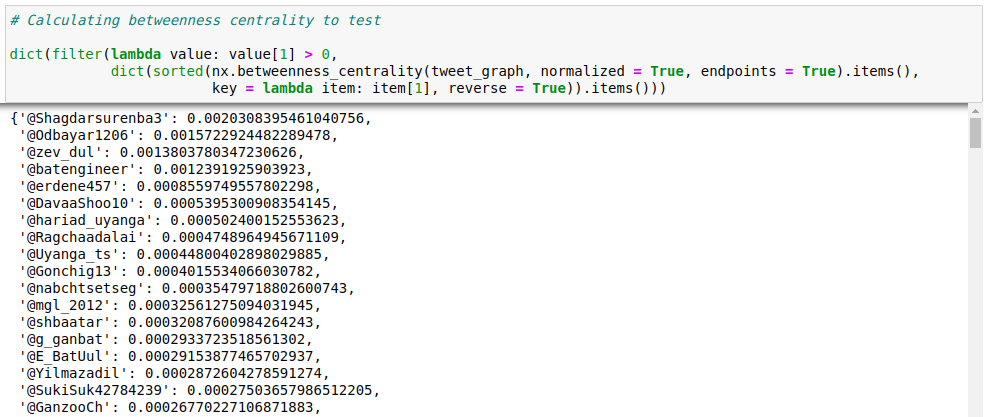 # Calculating betweenness centrality to test
dict(filter(lambda value: value[1] > 0,
dict(sorted(nx.betweenness_centrality(tweet_graph, normalized = True, endpoints = True).items(),
key = lambda item: item[1], reverse = True)).items()))
{'@Shagdarsurenba3': 0.0020308395461040756,
'@Odbayar1206': 0.0015722924482289478,
'@zev_dul': 0.0013803780347230626,
'@batengineer': 0.0012391925903923,
'@erdene457': 0.0008559749557802298,
'@DavaaShoo10': 0.0005395300908354145,
'@hariad_uyanga': 0.000502400152553623,
'@Ragchaadalai': 0.0004748964945671109,
'@Uyanga_ts': 0.00044800402898029885,
'@Gonchig13': 0.0004015534066030782,
'@nabchtsetseg': 0.00035479718802600743,
'@mgl_2012': 0.00032561275094031945,
'@shbaatar': 0.00032087600984264243,
'@g_ganbat': 0.0002933723518561302,
'@E_BatUul': 0.00029153877465702937,
'@Yilmazadil': 0.0002872604278591274,
'@SukiSuk42784239': 0.00027503657986512205,
'@GanzooCh': 0.00026770227106871883,